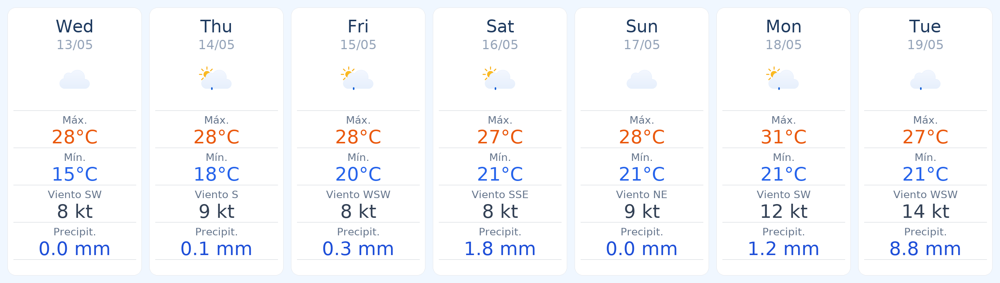 Wed
13/05
Máx.
28°C
Mín.
15°C
Viento SW
8 kt
Precipit.
0.0 mm
Thu
14/05
Máx.
28°C
Mín.
18°C
Viento S
9 kt
Precipit.
0.1 mm
Fri
15/05
Máx.
28°C
Mín.
20°C
Viento WSW
8 kt
Precipit.
0.3 mm
Sat
16/05
Máx.
27°C
Mín.
21°C
Viento SSE
8 kt
Precipit.
1.8 mm
Sun
17/05
Máx.
28°C
Mín.
21°C
Viento NE
9 kt
Precipit.
0.0 mm
Mon
18/05
Máx.
31°C
Mín.
21°C
Viento SW
12 kt
Precipit.
1.2 mm
Tue
19/05
Máx.
27°C
Mín.
21°C
Viento WSW
14 kt
Precipit.
8.8 mm